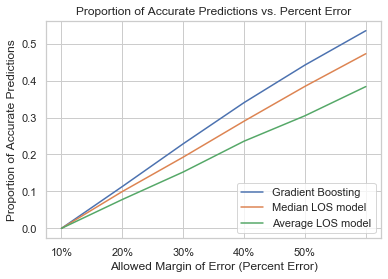 Proportion of Accurate Predictions vs. Percent Error
Proportion of Accurate Predictions
0.5
0.4
0.3
0.2
0.1
0.0
10%
20%
30%
40%
50%
Allowed Margin of Error (Percent Error)
Gradient Boosting
Median LOS model
Average LOS model